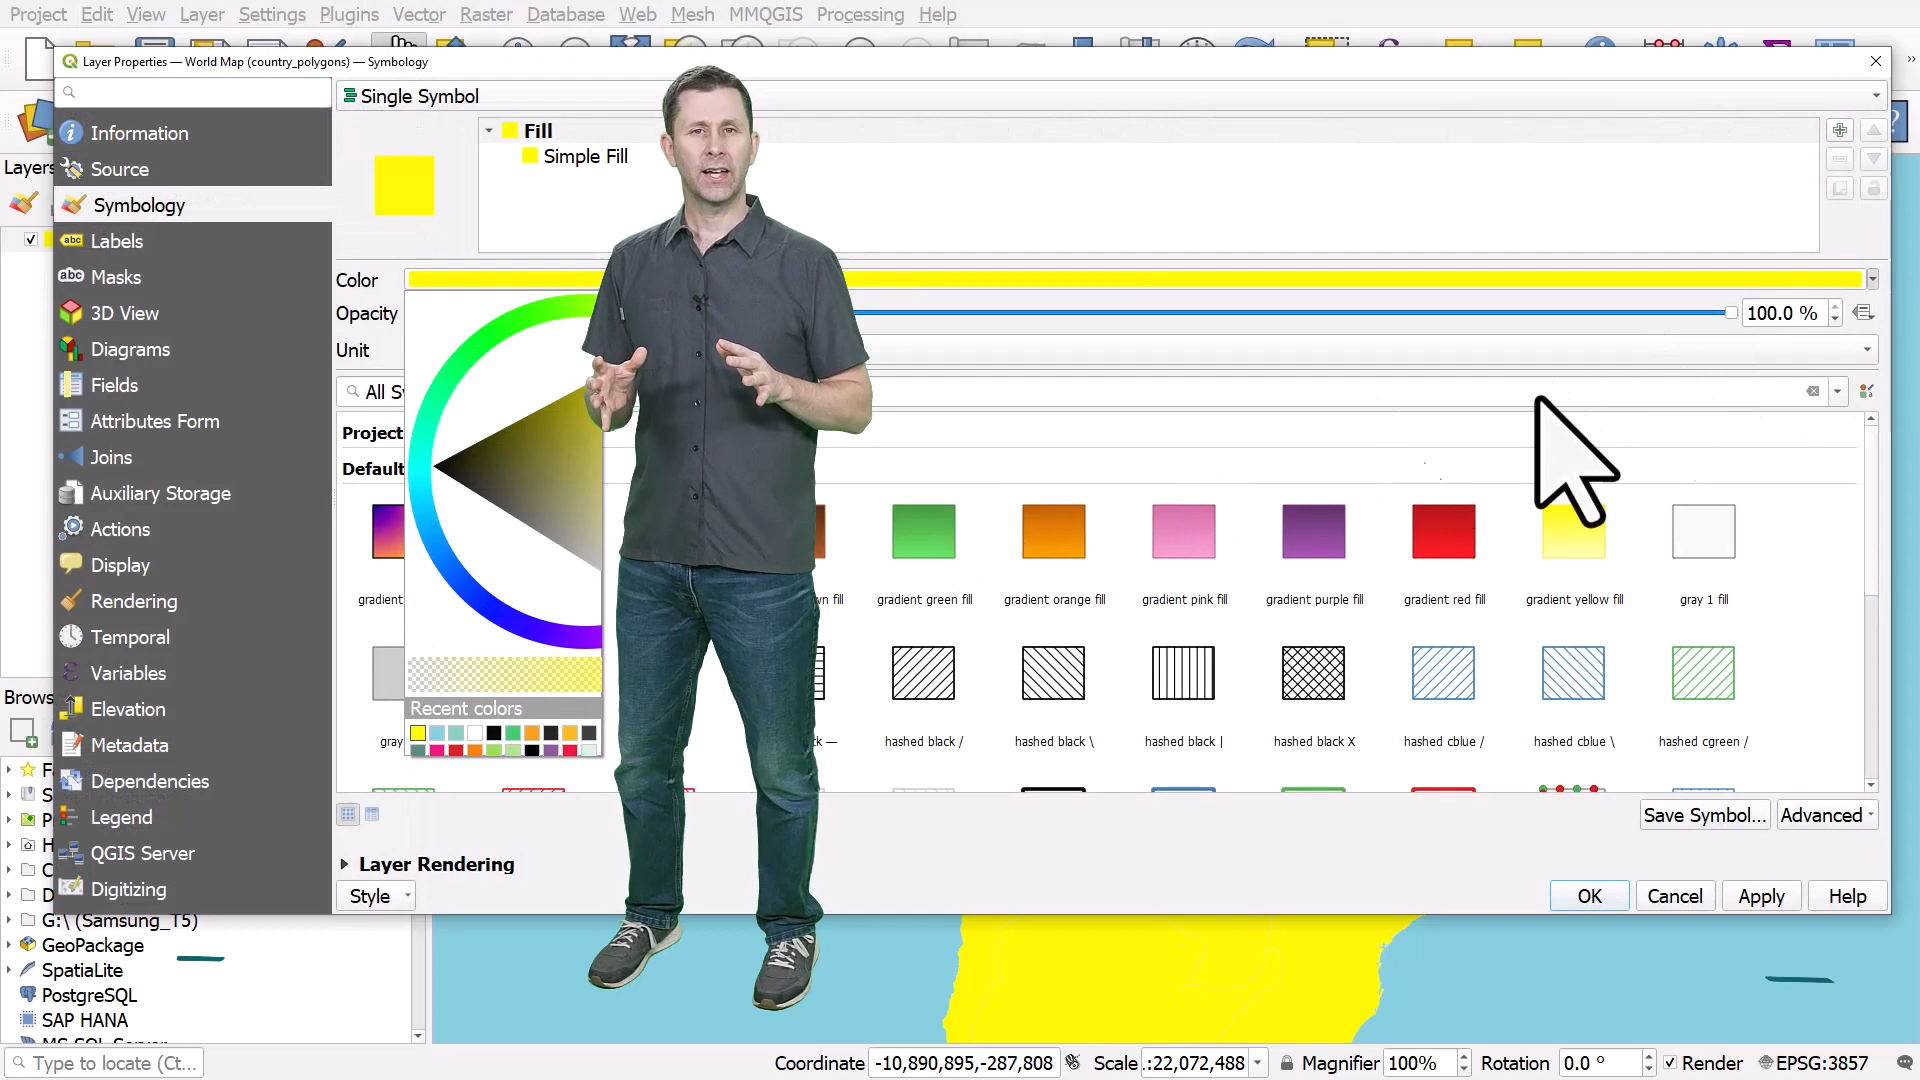 Project Edit View Layer Settings Plugins Vector Raster Database Web Mesh MMQGIS Processing Help
Layer Properties — World Map (country_polygons) — Symbology
Single Symbol
Information
Source
Symbology
Labels
Masks
3D View
Diagrams
Fields
Attributes Form
Joins
Auxiliary Storage
Actions
Display
Rendering
Temporal
Variables
Elevation
Metadata
Dependencies
Legend
QGIS Server
Digitizing
Layers
Fill
Simple Fill
Color
Opacity 100.0 %
Unit
All Sy
Project
Default
gradient
wn fill
gradient green fill
gradient orange fill
gradient pink fill
gradient purple fill
gradient red fill
gradient yellow fill
gray 1 fill
gray
k —
hashed black /
hashed black \
hashed black |
hashed black X
hashed cblue /
hashed cblue \
hashed cgreen /
Recent colors
Save Symbol... Advanced
Layer Rendering
Style
OK Cancel Apply Help
Brows
G:\ (Samsung_T5)
GeoPackage
SpatiaLite
PostgreSQL
SAP HANA
Type to locate (Ct...
Coordinate -10,890,895,-287,808 Scale .:22,072,488 Magnifier 100% Rotation 0.0 ° Render EPSG:3857